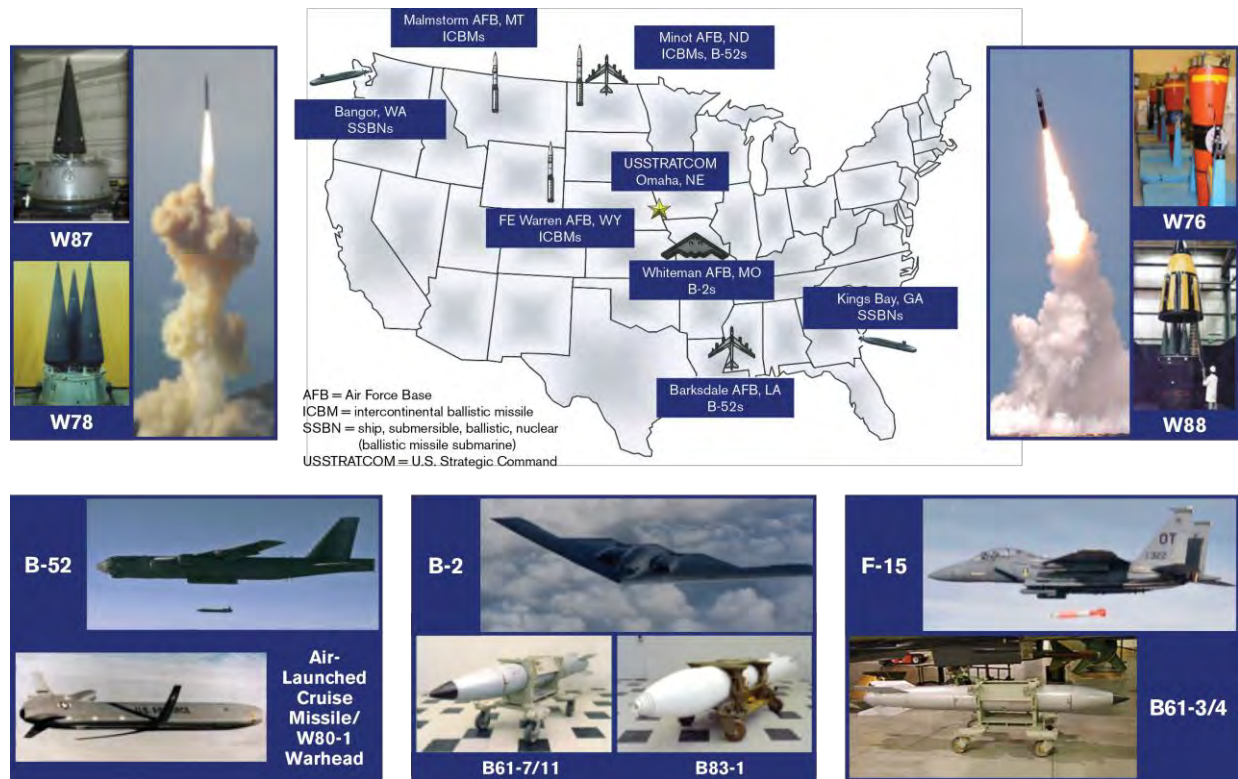 Malmstorm AFB, MT
ICBMs
Minot AFB, ND
ICBMs, B-52s
Bangor, WA
SSBNs
USSTRATCOM
Omaha, NE
FE Warren AFB, WY
ICBMs
Whiteman AFB, MO
B-2s
Kings Bay, GA
SSBNs
Barksdale AFB, LA
B-52s
AFB = Air Force Base
ICBM = intercontinental ballistic missile
SSBN = ship, submersible, ballistic, nuclear
(ballistic missile submarine)
USSTRATCOM = U.S. Strategic Command
W87
W78
W76
W88
B-52
Air-
Launched
Cruise
Missile/
W80-1
Warhead
U.S. AIR FORCE
B-2
B61-7/11
B83-1
F-15
OT
B61-3/4